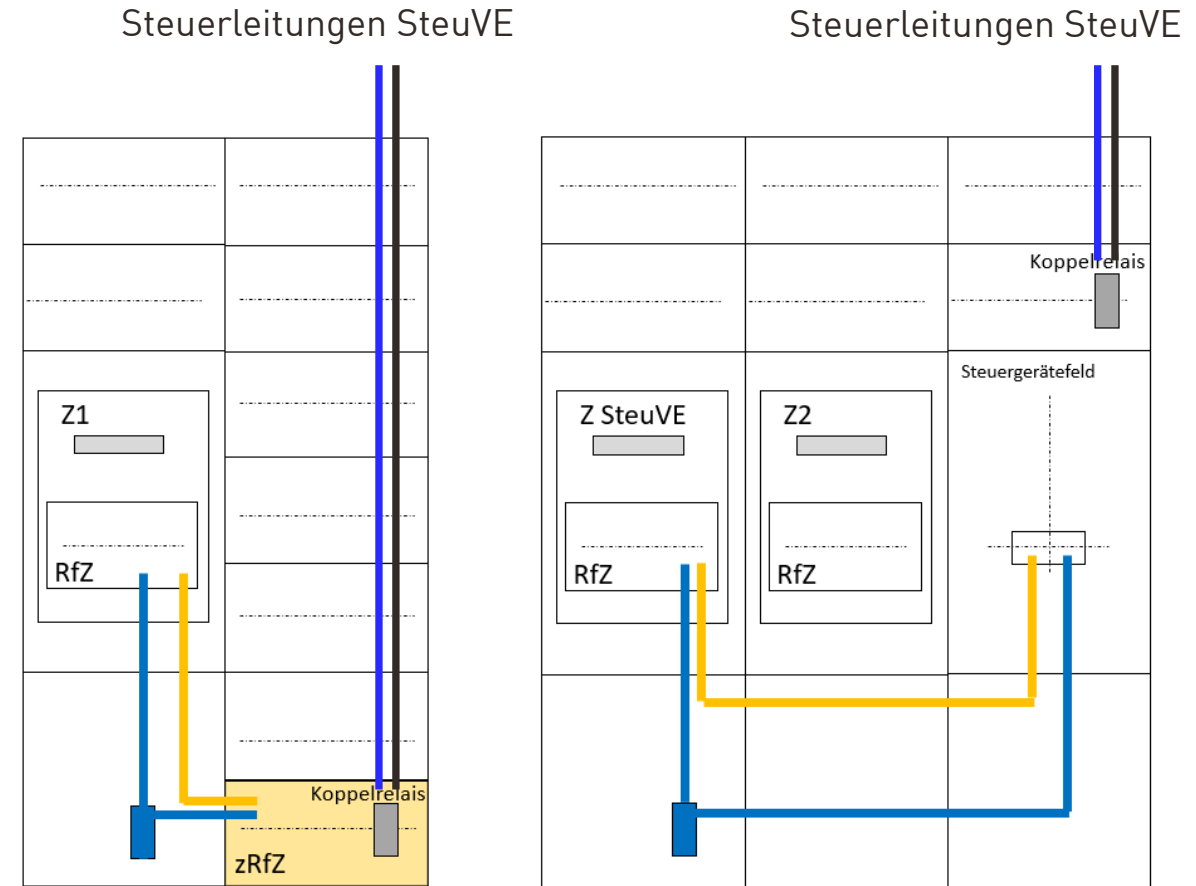 Steuerleitungen SteuVE
Z1
RfZ
Koppelrelais
zRfZ
Steuerleitungen SteuVE
Koppelrelais
Steuergerätefeld
Z SteuVE
Z2
RfZ
RfZ